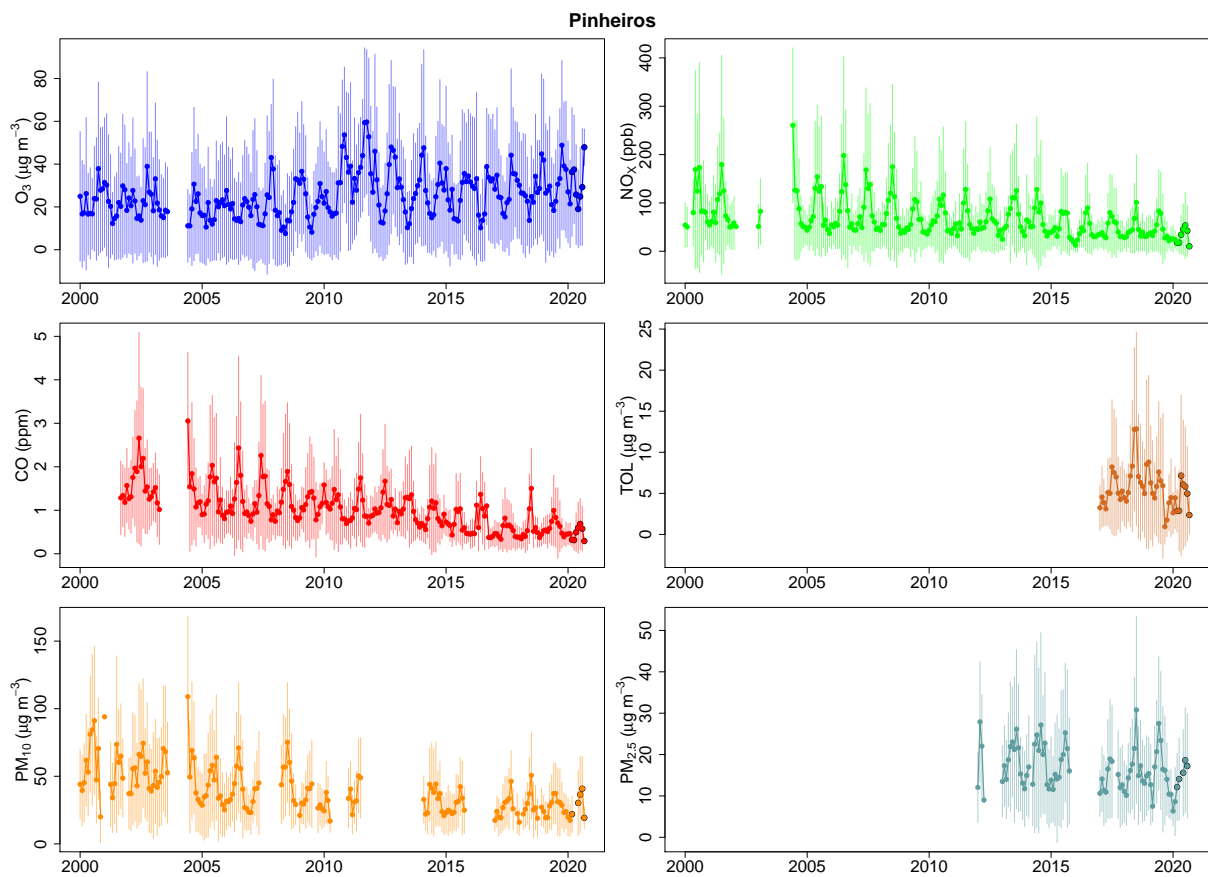 Pinheiros
O₃ (µg m⁻³)
0 20 40 60 80
2000 2005 2010 2015 2020
NOₓ (ppb)
0 100 200 300 400
2000 2005 2010 2015 2020
CO (ppm)
0 1 2 3 4 5
2000 2005 2010 2015 2020
TOL (µg m⁻³)
0 5 10 15 20 25
2000 2005 2010 2015 2020
PM₁₀ (µg m⁻³)
0 50 100 150
2000 2005 2010 2015 2020
PM₂.₅ (µg m⁻³)
0 10 20 30 40 50
2000 2005 2010 2015 2020